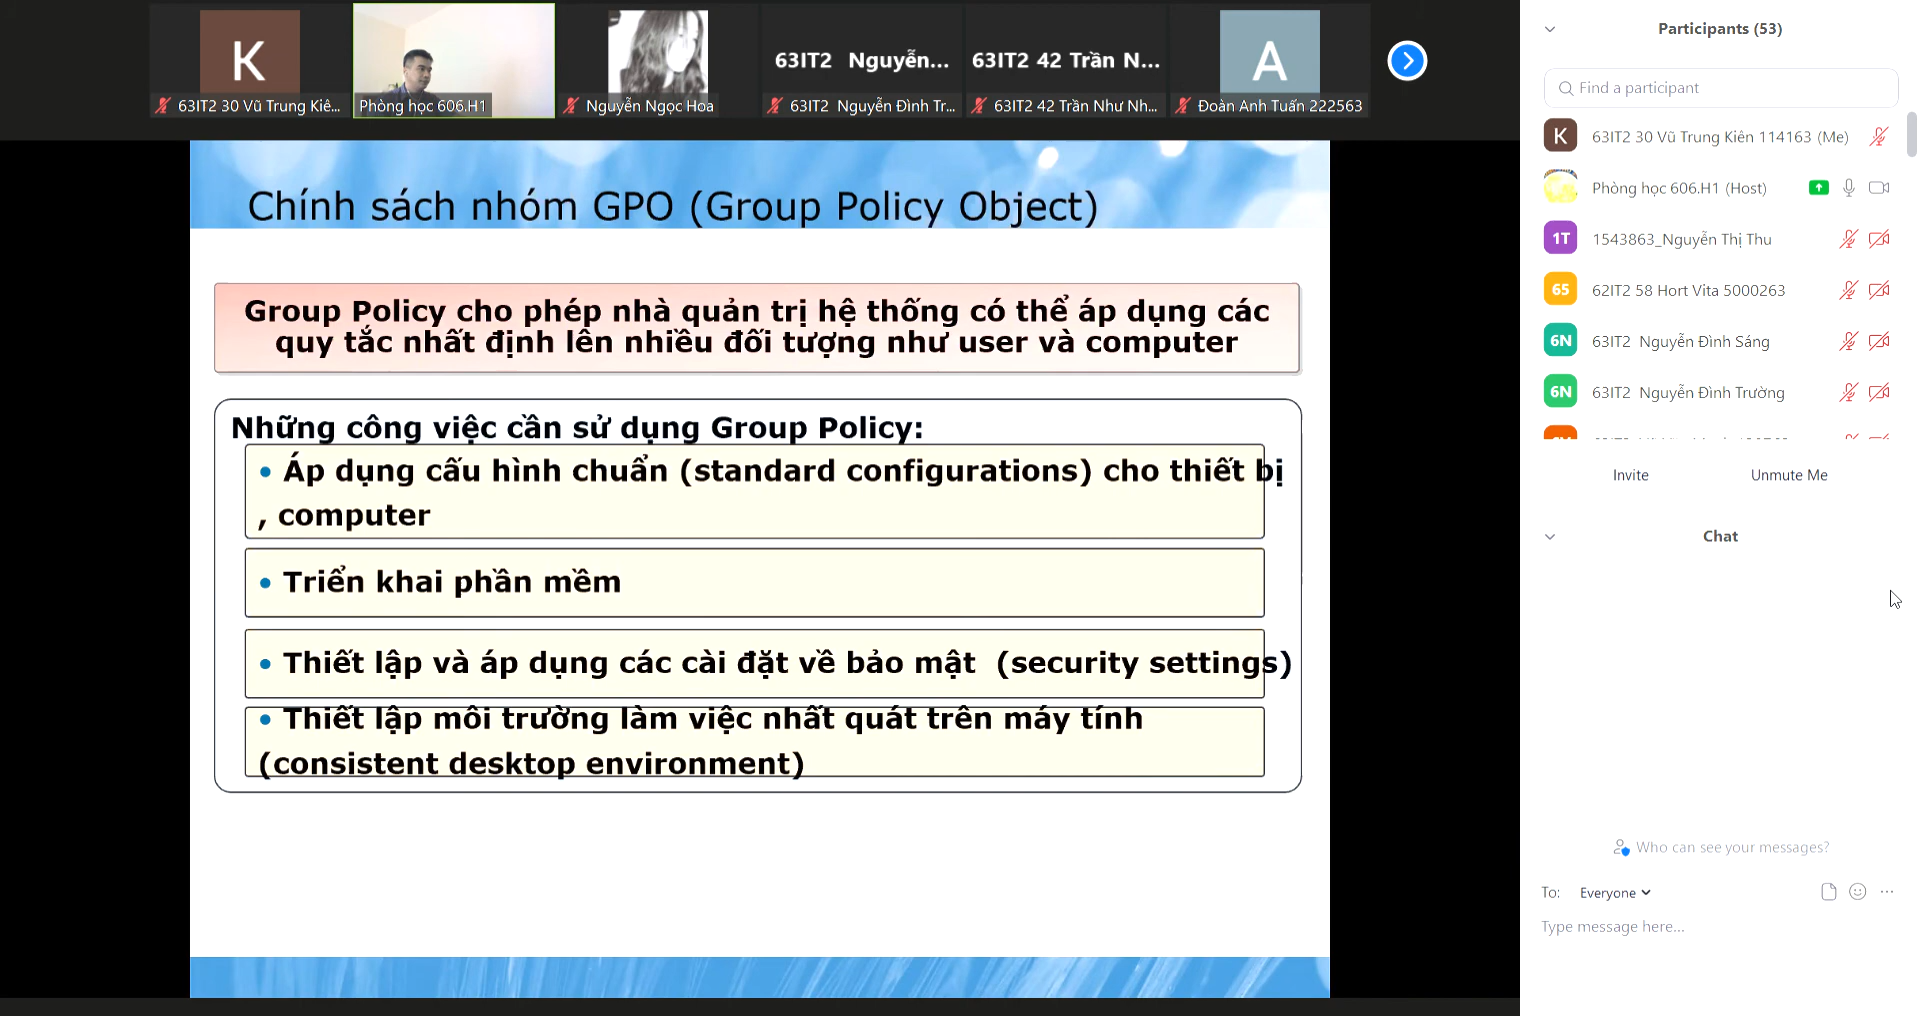 K
63IT2 30 Vũ Trung Kiê...
Phòng học 606.H1
Nguyễn Ngọc Hoa
63IT2  Nguyễn...
63IT2  Nguyễn Đình Tr...
63IT2 42 Trần N...
63IT2 42 Trần Như Nh...
A
Đoàn Anh Tuấn 222563
Chính sách nhóm GPO (Group Policy Object)
Group Policy cho phép nhà quản trị hệ thống có thể áp dụng các
quy tắc nhất định lên nhiều đối tượng như user và computer
Những công việc cần sử dụng Group Policy:
• Áp dụng cấu hình chuẩn (standard configurations) cho thiết bị
, computer
• Triển khai phần mềm
• Thiết lập và áp dụng các cài đặt về bảo mật  (security settings)
• Thiết lập môi trường làm việc nhất quát trên máy tính
(consistent desktop environment)
Participants (53)
Find a participant
K 63IT2 30 Vũ Trung Kiên 114163 (Me)
Phòng học 606.H1 (Host)
1T 1543863_Nguyễn Thị Thu
65 62IT2 58 Hort Vita 5000263
6N 63IT2  Nguyễn Đình Sáng
6N 63IT2  Nguyễn Đình Trường
Invite Unmute Me
Chat
Who can see your messages?
To: Everyone
Type message here...